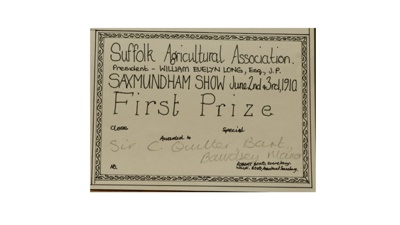 Suffolk Agricultural Association.
President - WILLIAM EVELYN LONG, Esq., J.P.
SAXMUNDHAM SHOW June 2nd & 3rd, 1910
First Prize
Class Special
Awarded to
Sir C. Quilter Bart,
Bawdsey Manor